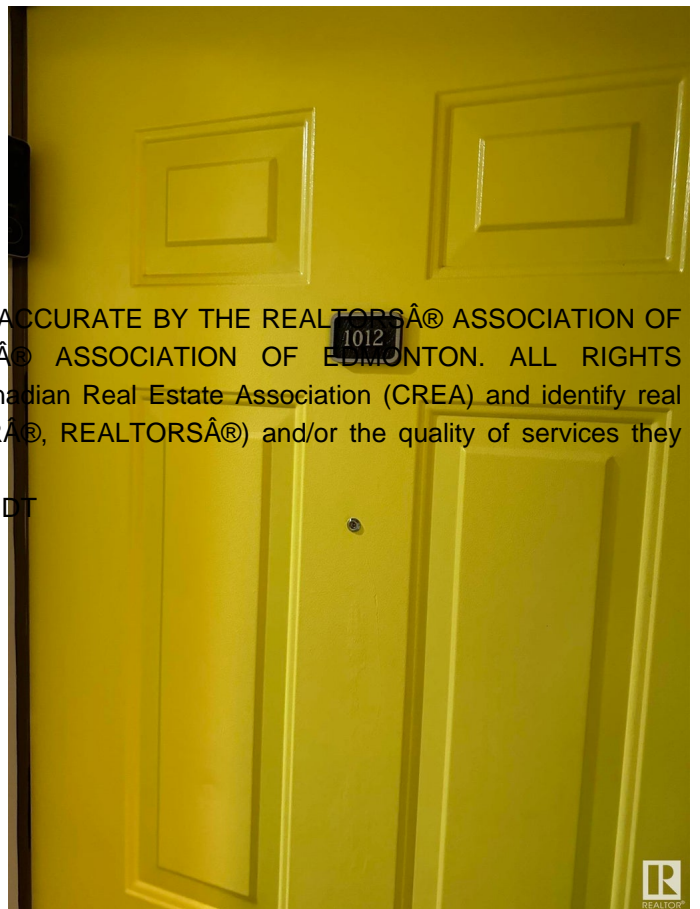 ACCURATE BY THE REALTORSÂ® ASSOCIATION OF
1012
Â® ASSOCIATION OF EDMONTON. ALL RIGHTS
nadian Real Estate Association (CREA) and identify real
RÂ®, REALTORSÂ®) and/or the quality of services they
DT
R
REALTOR®